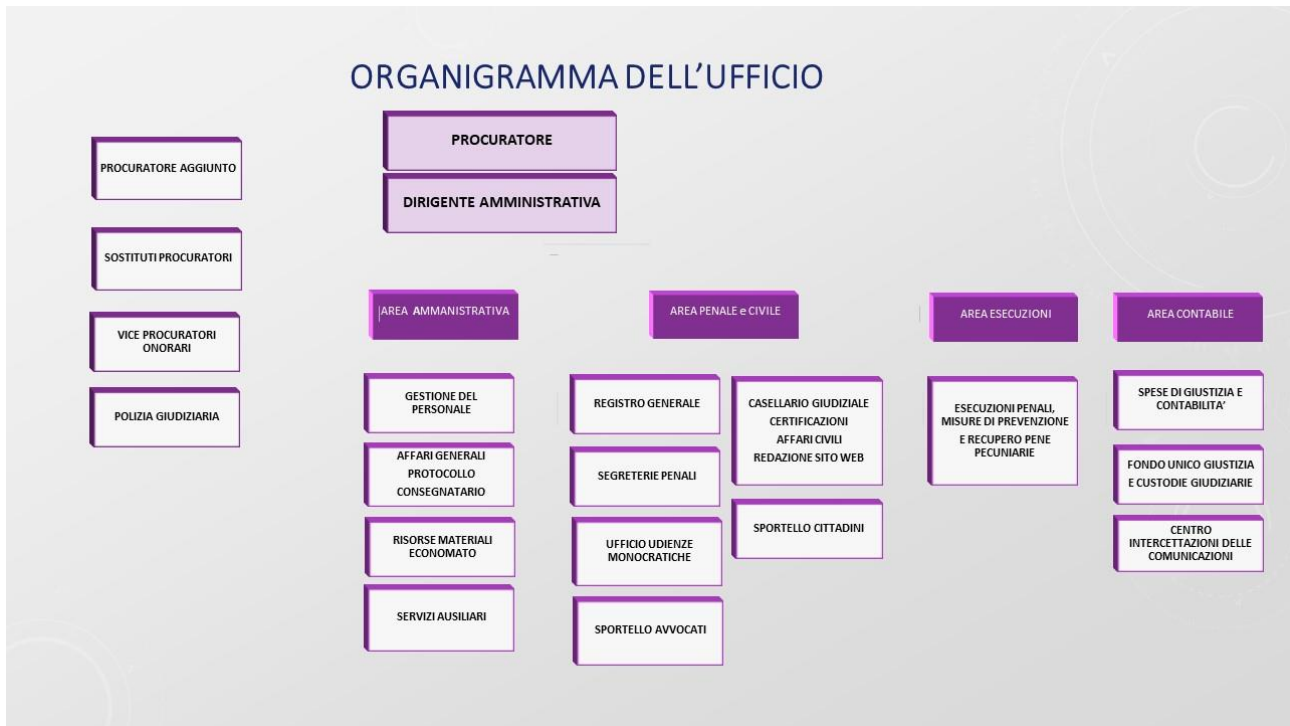 ORGANIGRAMMA DELL'UFFICIO
PROCURATORE
DIRIGENTE AMMINISTRATIVA
PROCURATORE AGGIUNTO
SOSTITUTI PROCURATORI
VICE PROCURATORI
ONORARI
POLIZIA GIUDIZIARIA
AREA AMMANISTRATIVA
GESTIONE DEL
PERSONALE
AFFARI GENERALI
PROTOCOLLO
CONSEGNATARIO
RISORSE MATERIALI
ECONOMATO
SERVIZI AUSILIARI
AREA PENALE e CIVILE
REGISTRO GENERALE
SEGRETERIE PENALI
UFFICIO UDIENZE
MONOCRATICHE
SPORTELLO AVVOCATI
CASELLARIO GIUDIZIALE
CERTIFICAZIONI
AFFARI CIVILI
REDAZIONE SITO WEB
SPORTELLO CITTADINI
AREA ESECUZIONI
ESECUZIONI PENALI,
MISURE DI PREVENZIONE
E RECUPERO PENE
PECUNIARIE
AREA CONTABILE
SPESE DI GIUSTIZIA E
CONTABILITA'
FONDO UNICO GIUSTIZIA
E CUSTODIE GIUDIZIARIE
CENTRO
INTERCETTAZIONI DELLE
COMUNICAZIONI